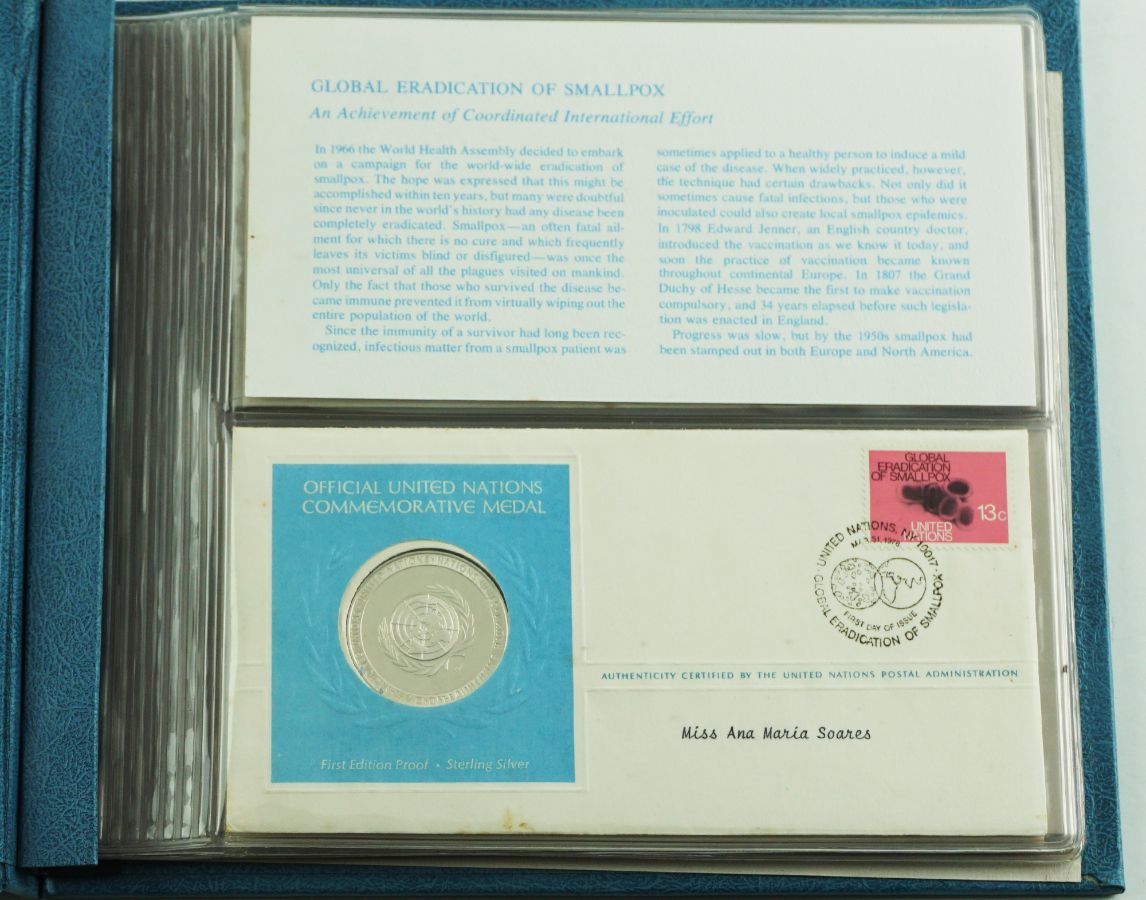 GLOBAL ERADICATION OF SMALLPOX
An Achievement of Coordinated International Effort
In 1966 the World Health Assembly decided to embark
on a campaign for the world-wide eradication of
smallpox. The hope was expressed that this might be
accomplished within ten years, but many were doubtful
since never in the world's history had any disease been
completely eradicated. Smallpox—an often fatal ail-
ment for which there is no cure and which frequently
leaves its victims blind or disfigured—was once the
most universal of all the plagues visited on mankind.
Only the fact that those who survived the disease be-
came immune prevented it from virtually wiping out the
entire population of the world.
Since the immunity of a survivor had long been rec-
ognized, infectious matter from a smallpox patient was
sometimes applied to a healthy person to induce a mild
case of the disease. When widely practiced, however,
the technique had certain drawbacks. Not only did it
sometimes cause fatal infections, but those who were
inoculated could also create local smallpox epidemics.
In 1798 Edward Jenner, an English country doctor,
introduced the vaccination as we know it today, and
soon the practice of vaccination became known
throughout continental Europe. In 1807 the Grand
Duchy of Hesse became the first to make vaccination
compulsory, and 34 years elapsed before such legisla-
tion was enacted in England.
Progress was slow, but by the 1950s smallpox had
been stamped out in both Europe and North America.
OFFICIAL UNITED NATIONS
COMMEMORATIVE MEDAL
First Edition Proof • Sterling Silver
GLOBAL
ERADICATION
OF SMALLPOX
13c
UNITED
NATIONS
UNITED NATIONS, NY 10017
MAR. 31, 1978
FIRST DAY OF ISSUE
GLOBAL ERADICATION OF SMALLPOX
AUTHENTICITY CERTIFIED BY THE UNITED NATIONS POSTAL ADMINISTRATION
Miss Ana Maria Soares